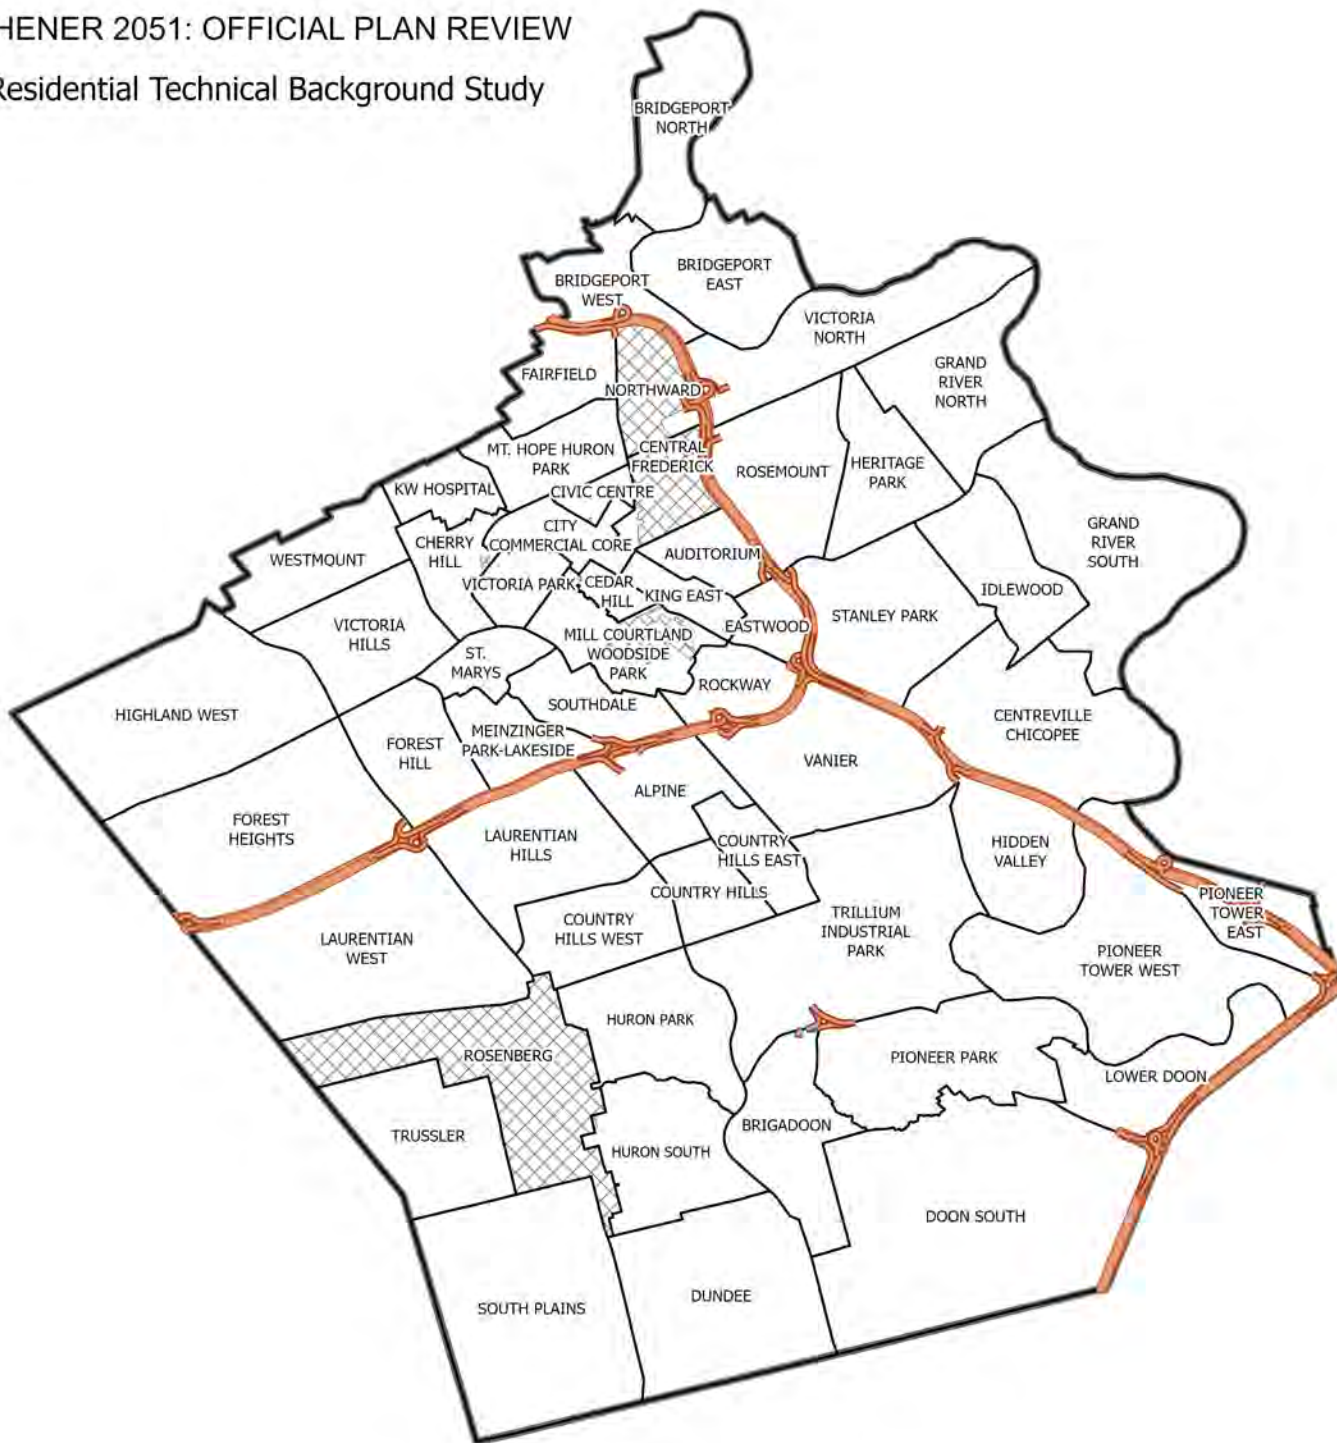 HENER 2051: OFFICIAL PLAN REVIEW
Residential Technical Background Study
BRIDGEPORT
NORTH
BRIDGEPORT
EAST
BRIDGEPORT
WEST
VICTORIA
NORTH
FAIRFIELD
NORTHWARD
GRAND
RIVER
NORTH
MT. HOPE HURON
PARK
CENTRAL
FREDERICK
ROSEMOUNT
HERITAGE
PARK
KW HOSPITAL
CIVIC CENTRE
CITY
COMMERCIAL CORE
GRAND
RIVER
SOUTH
WESTMOUNT
CHERRY
HILL
AUDITORIUM
VICTORIA PARK
CEDAR
HILL
KING EAST
IDLEWOOD
VICTORIA
HILLS
EASTWOOD
STANLEY PARK
MILL COURTLAND
WOODSIDE
PARK
ST.
MARYS
ROCKWAY
HIGHLAND WEST
SOUTHDALE
CENTREVILLE
CHICOPEE
FOREST
HILL
MEINZINGER
PARK-LAKESIDE
VANIER
ALPINE
FOREST
HEIGHTS
LAURENTIAN
HILLS
COUNTRY
HILLS EAST
HIDDEN
VALLEY
COUNTRY HILLS
PIONEER
TOWER
EAST
COUNTRY
HILLS WEST
TRILLIUM
INDUSTRIAL
PARK
LAURENTIAN
WEST
PIONEER
TOWER WEST
HURON PARK
ROSENBERG
PIONEER PARK
LOWER DOON
TRUSSLER
BRIGADOON
HURON SOUTH
DOON SOUTH
SOUTH PLAINS
DUNDEE